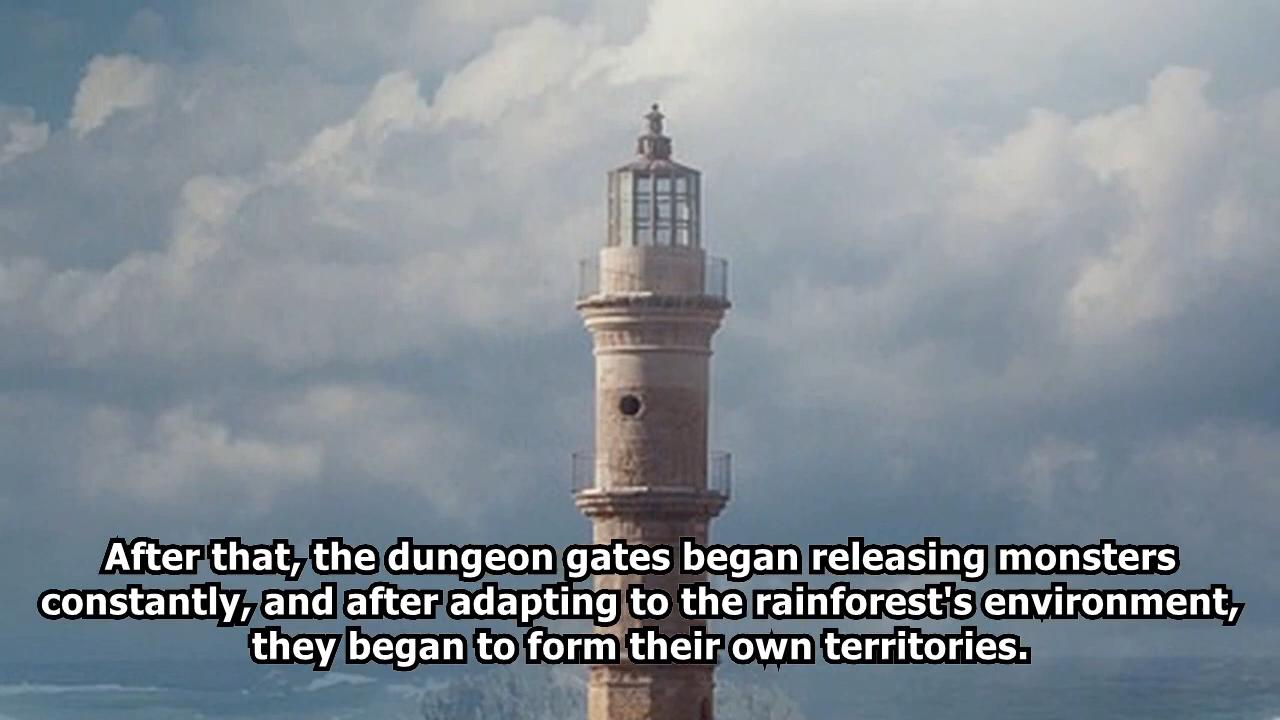 After that, the dungeon gates began releasing monsters
constantly, and after adapting to the rainforest's environment,
they began to form their own territories.